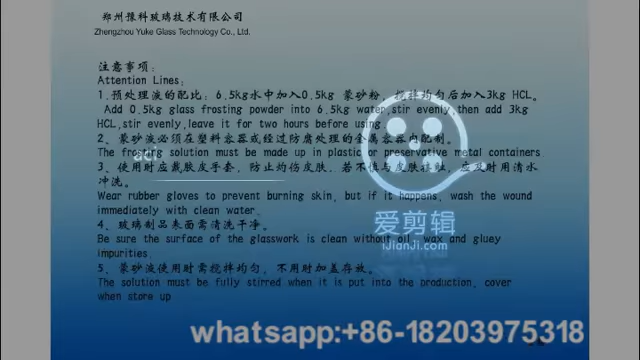 郑州豫科玻璃技术有限公司
Zhengzhou Yuke Glass Technology Co., Ltd.
注意事项:
Attention Lines:
1.预处理液的配比: 6.5kg水中加入0.5kg 蒙砂粉, 搅拌均匀后加入3kg HCL。
Add 0.5kg glass frosting powder into 6.5kg water,stir evenly,then add 3kg
HCL,stir evenly,leave it for two hours before using
2、蒙砂液必须在塑料容器或经过防腐处理的金属容器内配制。
The frosting solution must be made up in plastic or preservative metal containers
3、使用时应戴胶皮手套, 防止灼伤皮肤. 若不慎与皮肤接触, 应及时用清水
冲洗。
Wear rubber gloves to prevent burning skin, but if it happens, wash the wound
immediately with clean water.
4、玻璃制品表面需清洗干净。
Be sure the surface of the glasswork is clean without oil, wax and gluey
impurities
5、蒙砂液使用时需搅拌均匀, 不用时加盖存放。
The solution must be fully stirred when it is put into the production, cover
when store up
爱剪辑
iJianJi.com
whatsapp:+86-18203975318